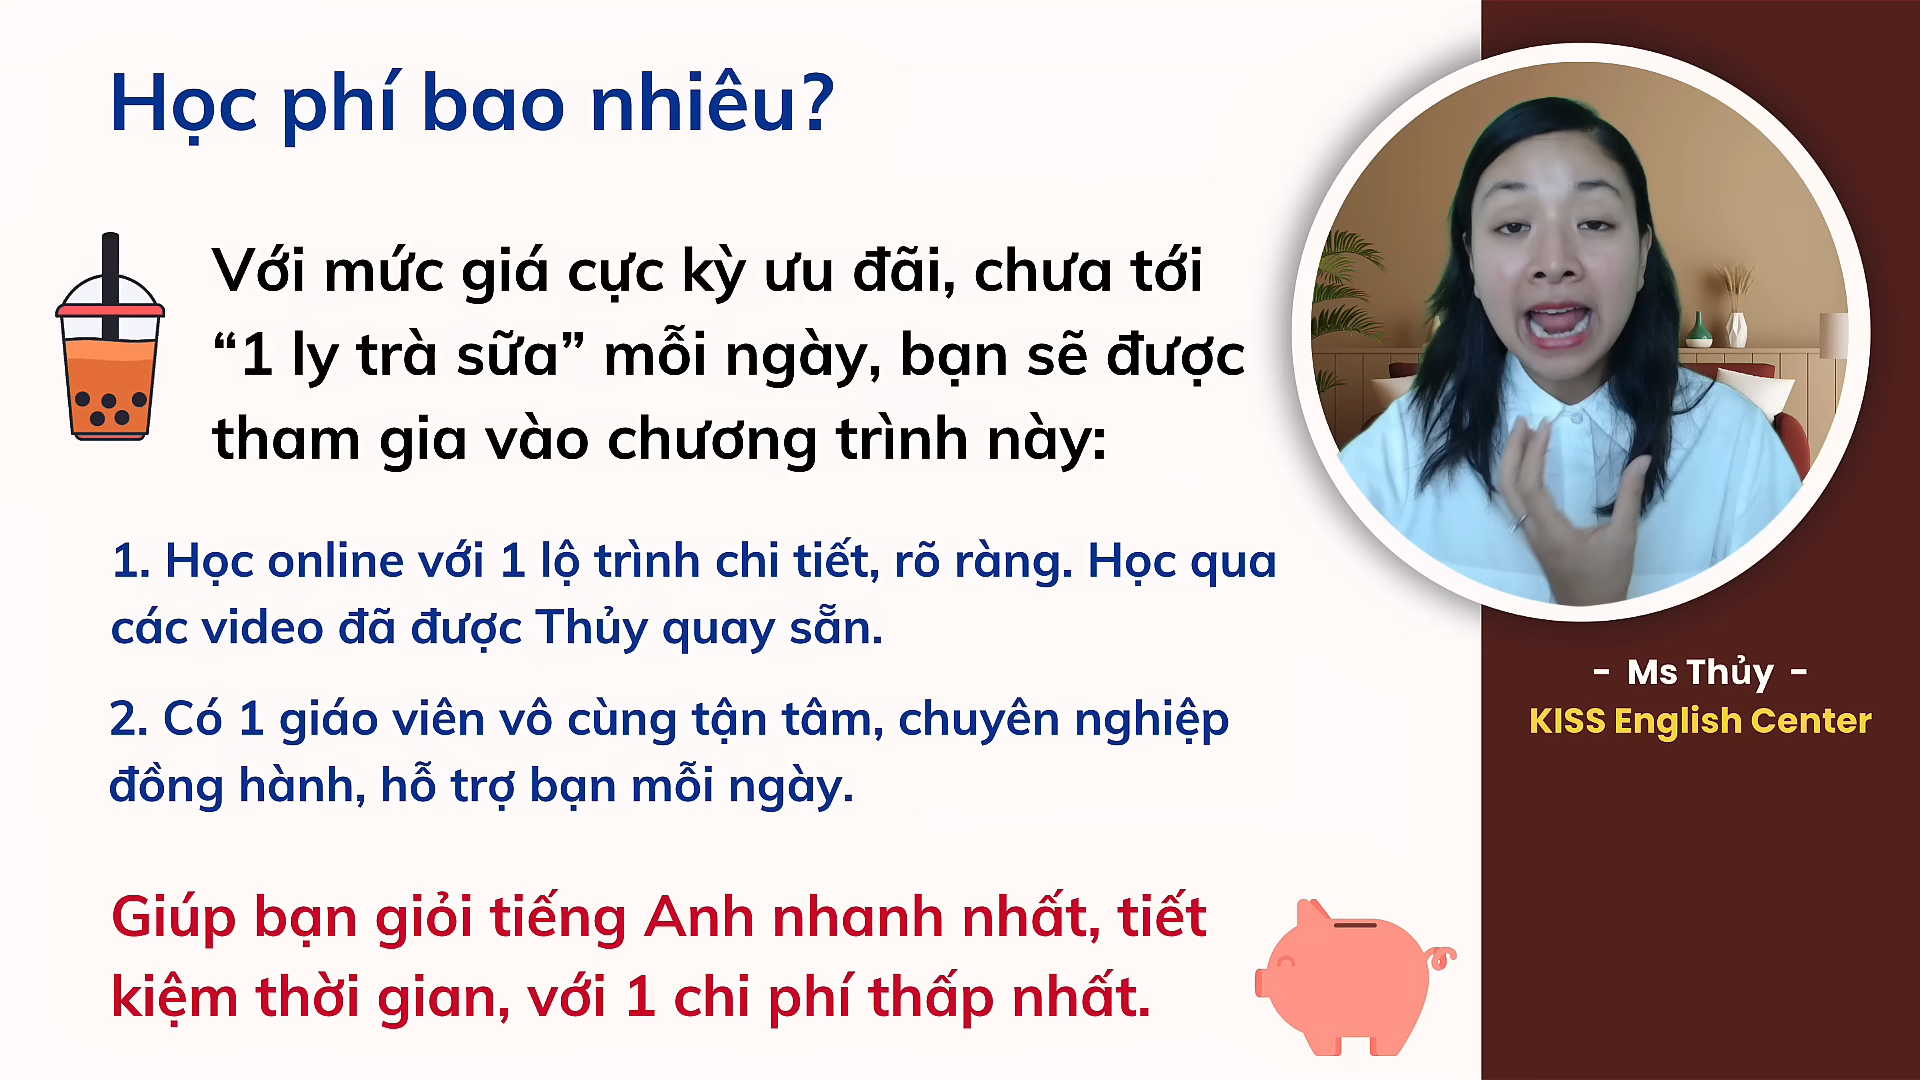 Học phí bao nhiêu?
Với mức giá cực kỳ ưu đãi, chưa tới
“1 ly trà sữa” mỗi ngày, bạn sẽ được
tham gia vào chương trình này:
1. Học online với 1 lộ trình chi tiết, rõ ràng. Học qua
các video đã được Thủy quay sẵn.
2. Có 1 giáo viên vô cùng tận tâm, chuyên nghiệp
đồng hành, hỗ trợ bạn mỗi ngày.
Giúp bạn giỏi tiếng Anh nhanh nhất, tiết
kiệm thời gian, với 1 chi phí thấp nhất.
- Ms Thủy -
KISS English Center